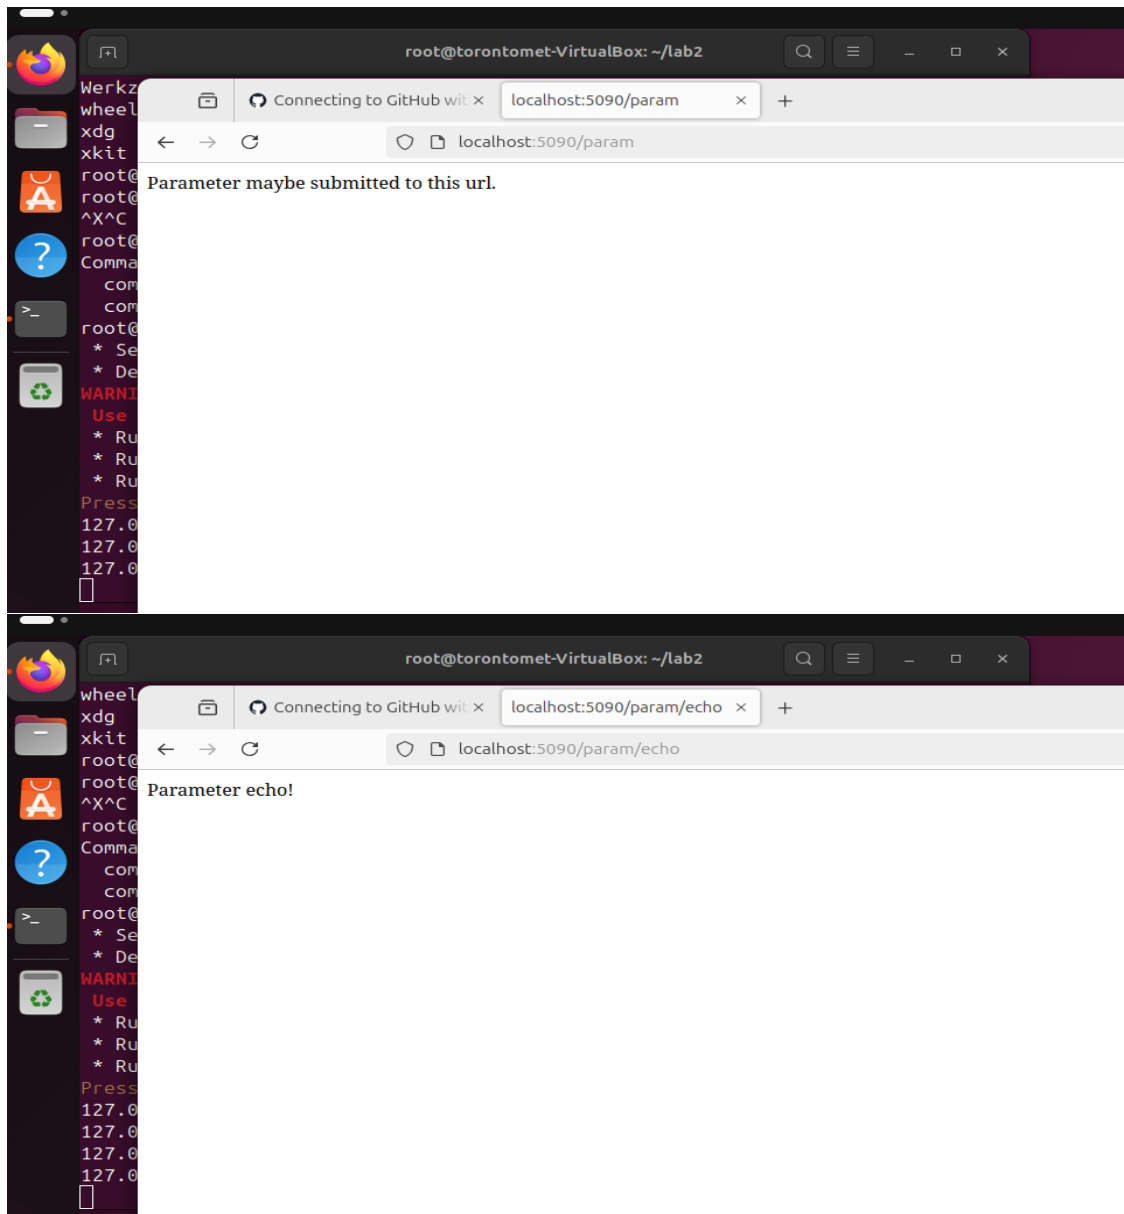 root@torontomet-VirtualBox: ~/lab2
Werkz
wheel
xdg
xkit
root@
root@
^X^C
root@
Comma
com
com
root@
* Se
* De
WARNI
Use
* Ru
* Ru
* Ru
Press
127.0
127.0
127.0
Connecting to GitHub wit
localhost:5090/param
localhost:5090/param
Parameter maybe submitted to this url.
root@torontomet-VirtualBox: ~/lab2
wheel
xdg
xkit
root@
root@
^X^C
root@
Comma
com
com
root@
* Se
* De
WARNI
Use
* Ru
* Ru
* Ru
Press
127.0
127.0
127.0
127.0
Connecting to GitHub wit
localhost:5090/param/echo
localhost:5090/param/echo
Parameter echo!